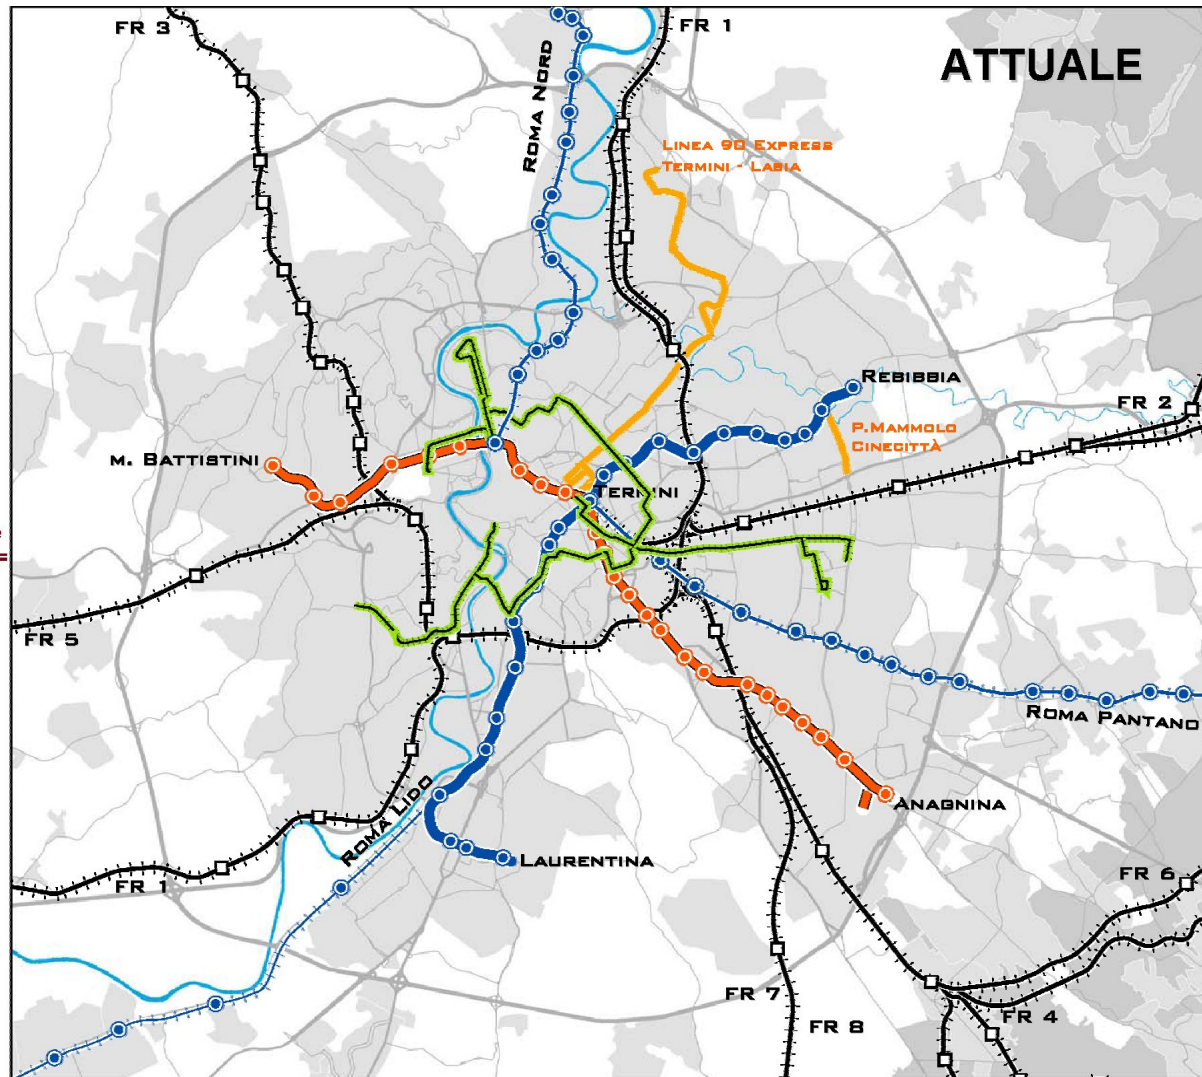 FR 3
FR 1
ATTUALE
ROMA NORD
LINEA 90 EXPRESS
TERMINI - LABIA
REBIBBIA
FR 2
P.MAMMOLO
CINECITTÀ
M. BATTISTINI
TERMINI
FR 5
ROMA PANTANO
ROMA LIDO
ANAGNINA
LAURENTINA
FR 1
FR 6
FR 7
FR 8
FR 4